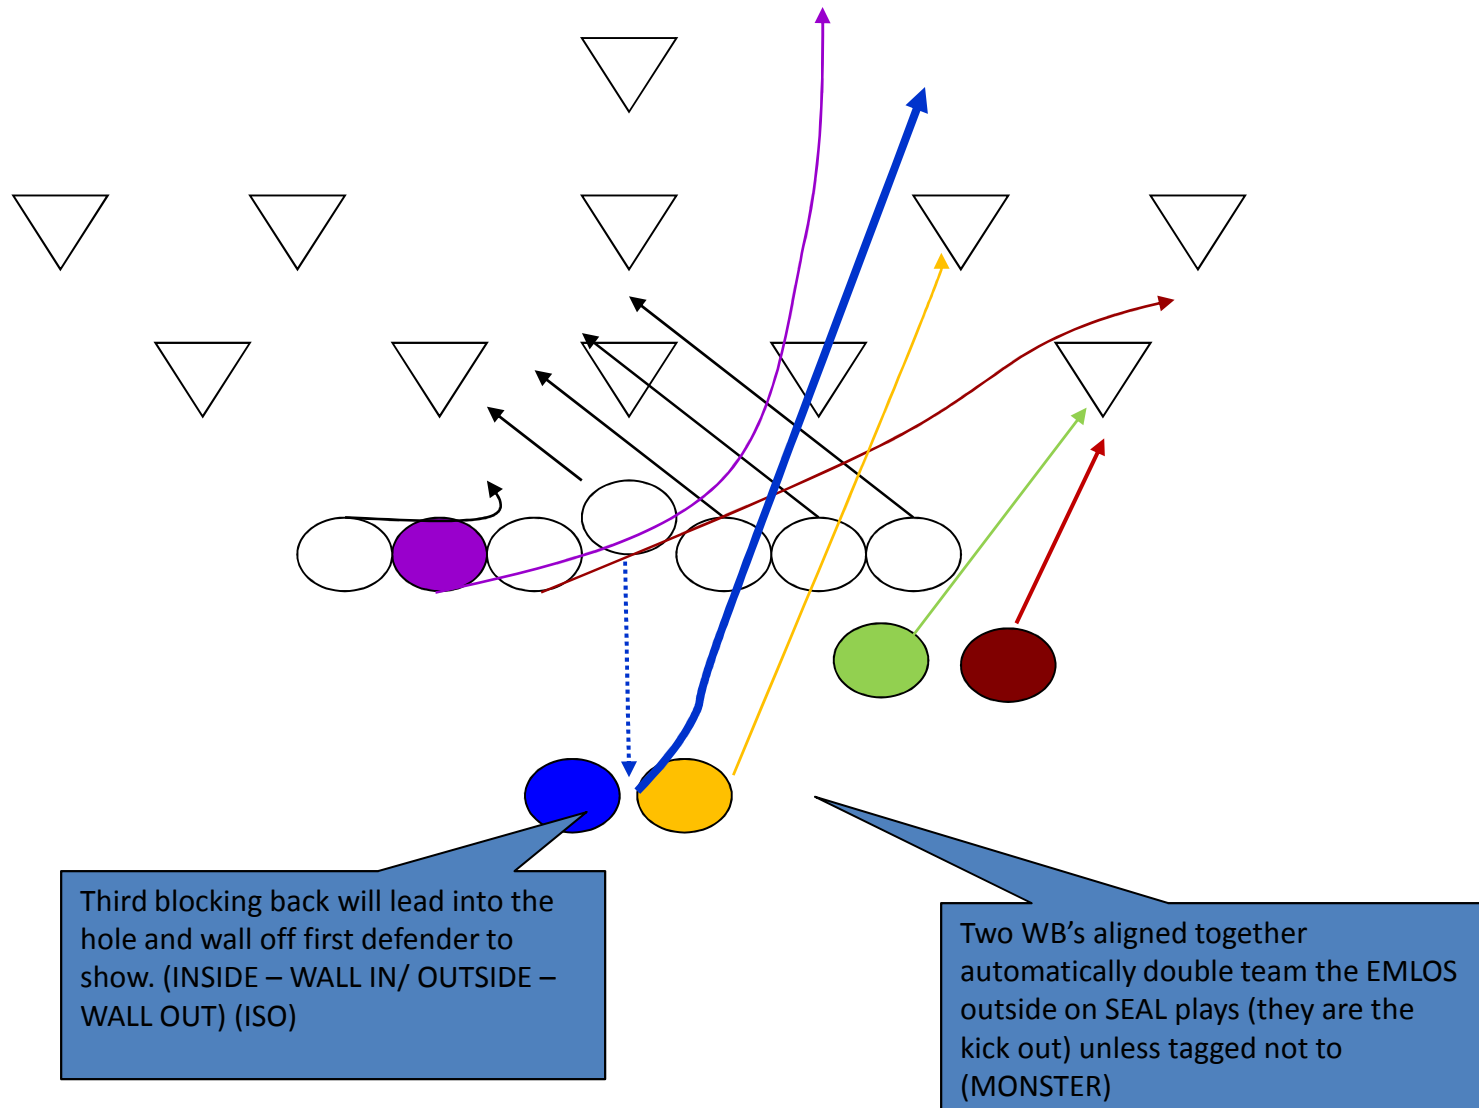 Third blocking back will lead into the
hole and wall off first defender to
show. (INSIDE – WALL IN/ OUTSIDE –
WALL OUT) (ISO)
Two WB's aligned together
automatically double team the EMLOS
outside on SEAL plays (they are the
kick out) unless tagged not to
(MONSTER)